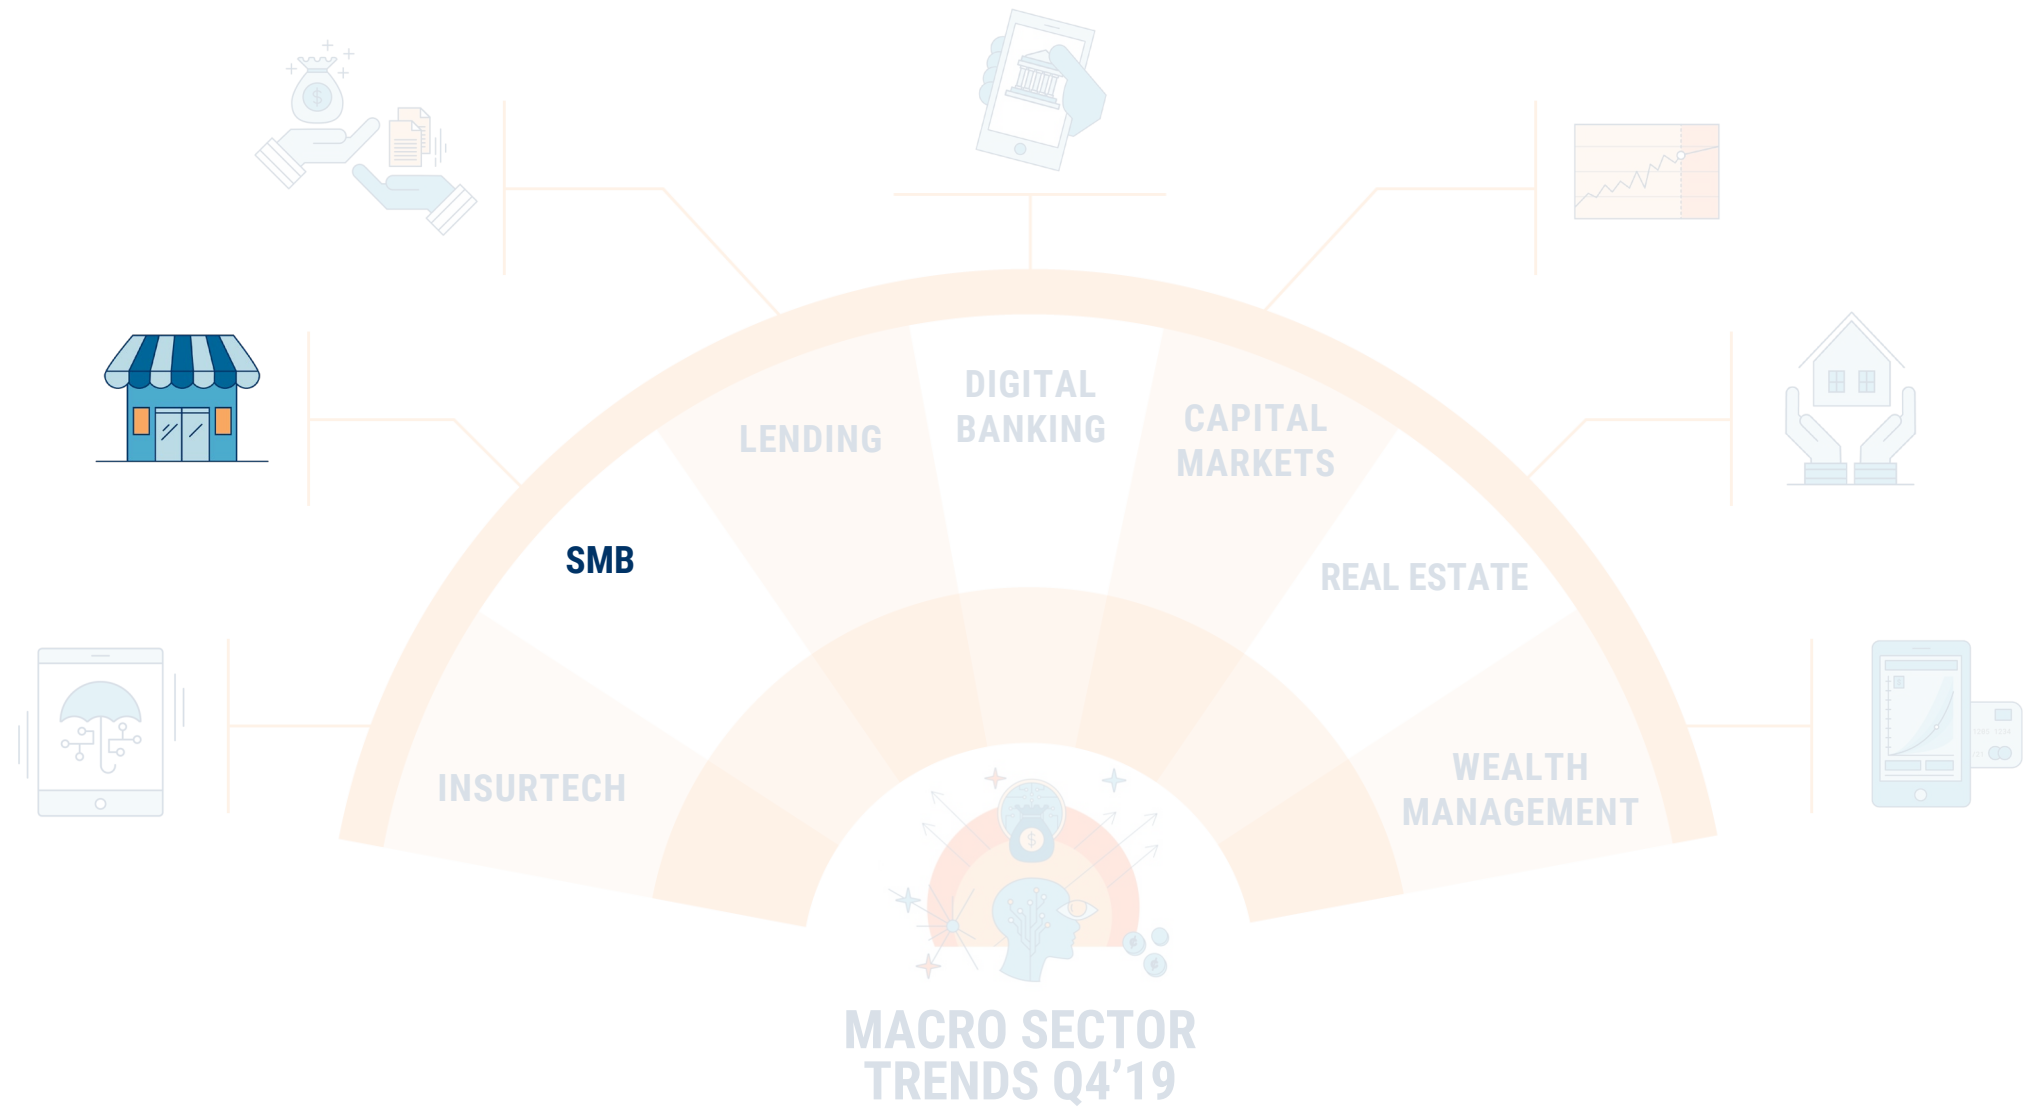 DIGITAL
BANKING
LENDING
CAPITAL
MARKETS
SMB
REAL ESTATE
INSURTECH
WEALTH
MANAGEMENT
$
$
MACRO SECTOR
TRENDS Q4’19